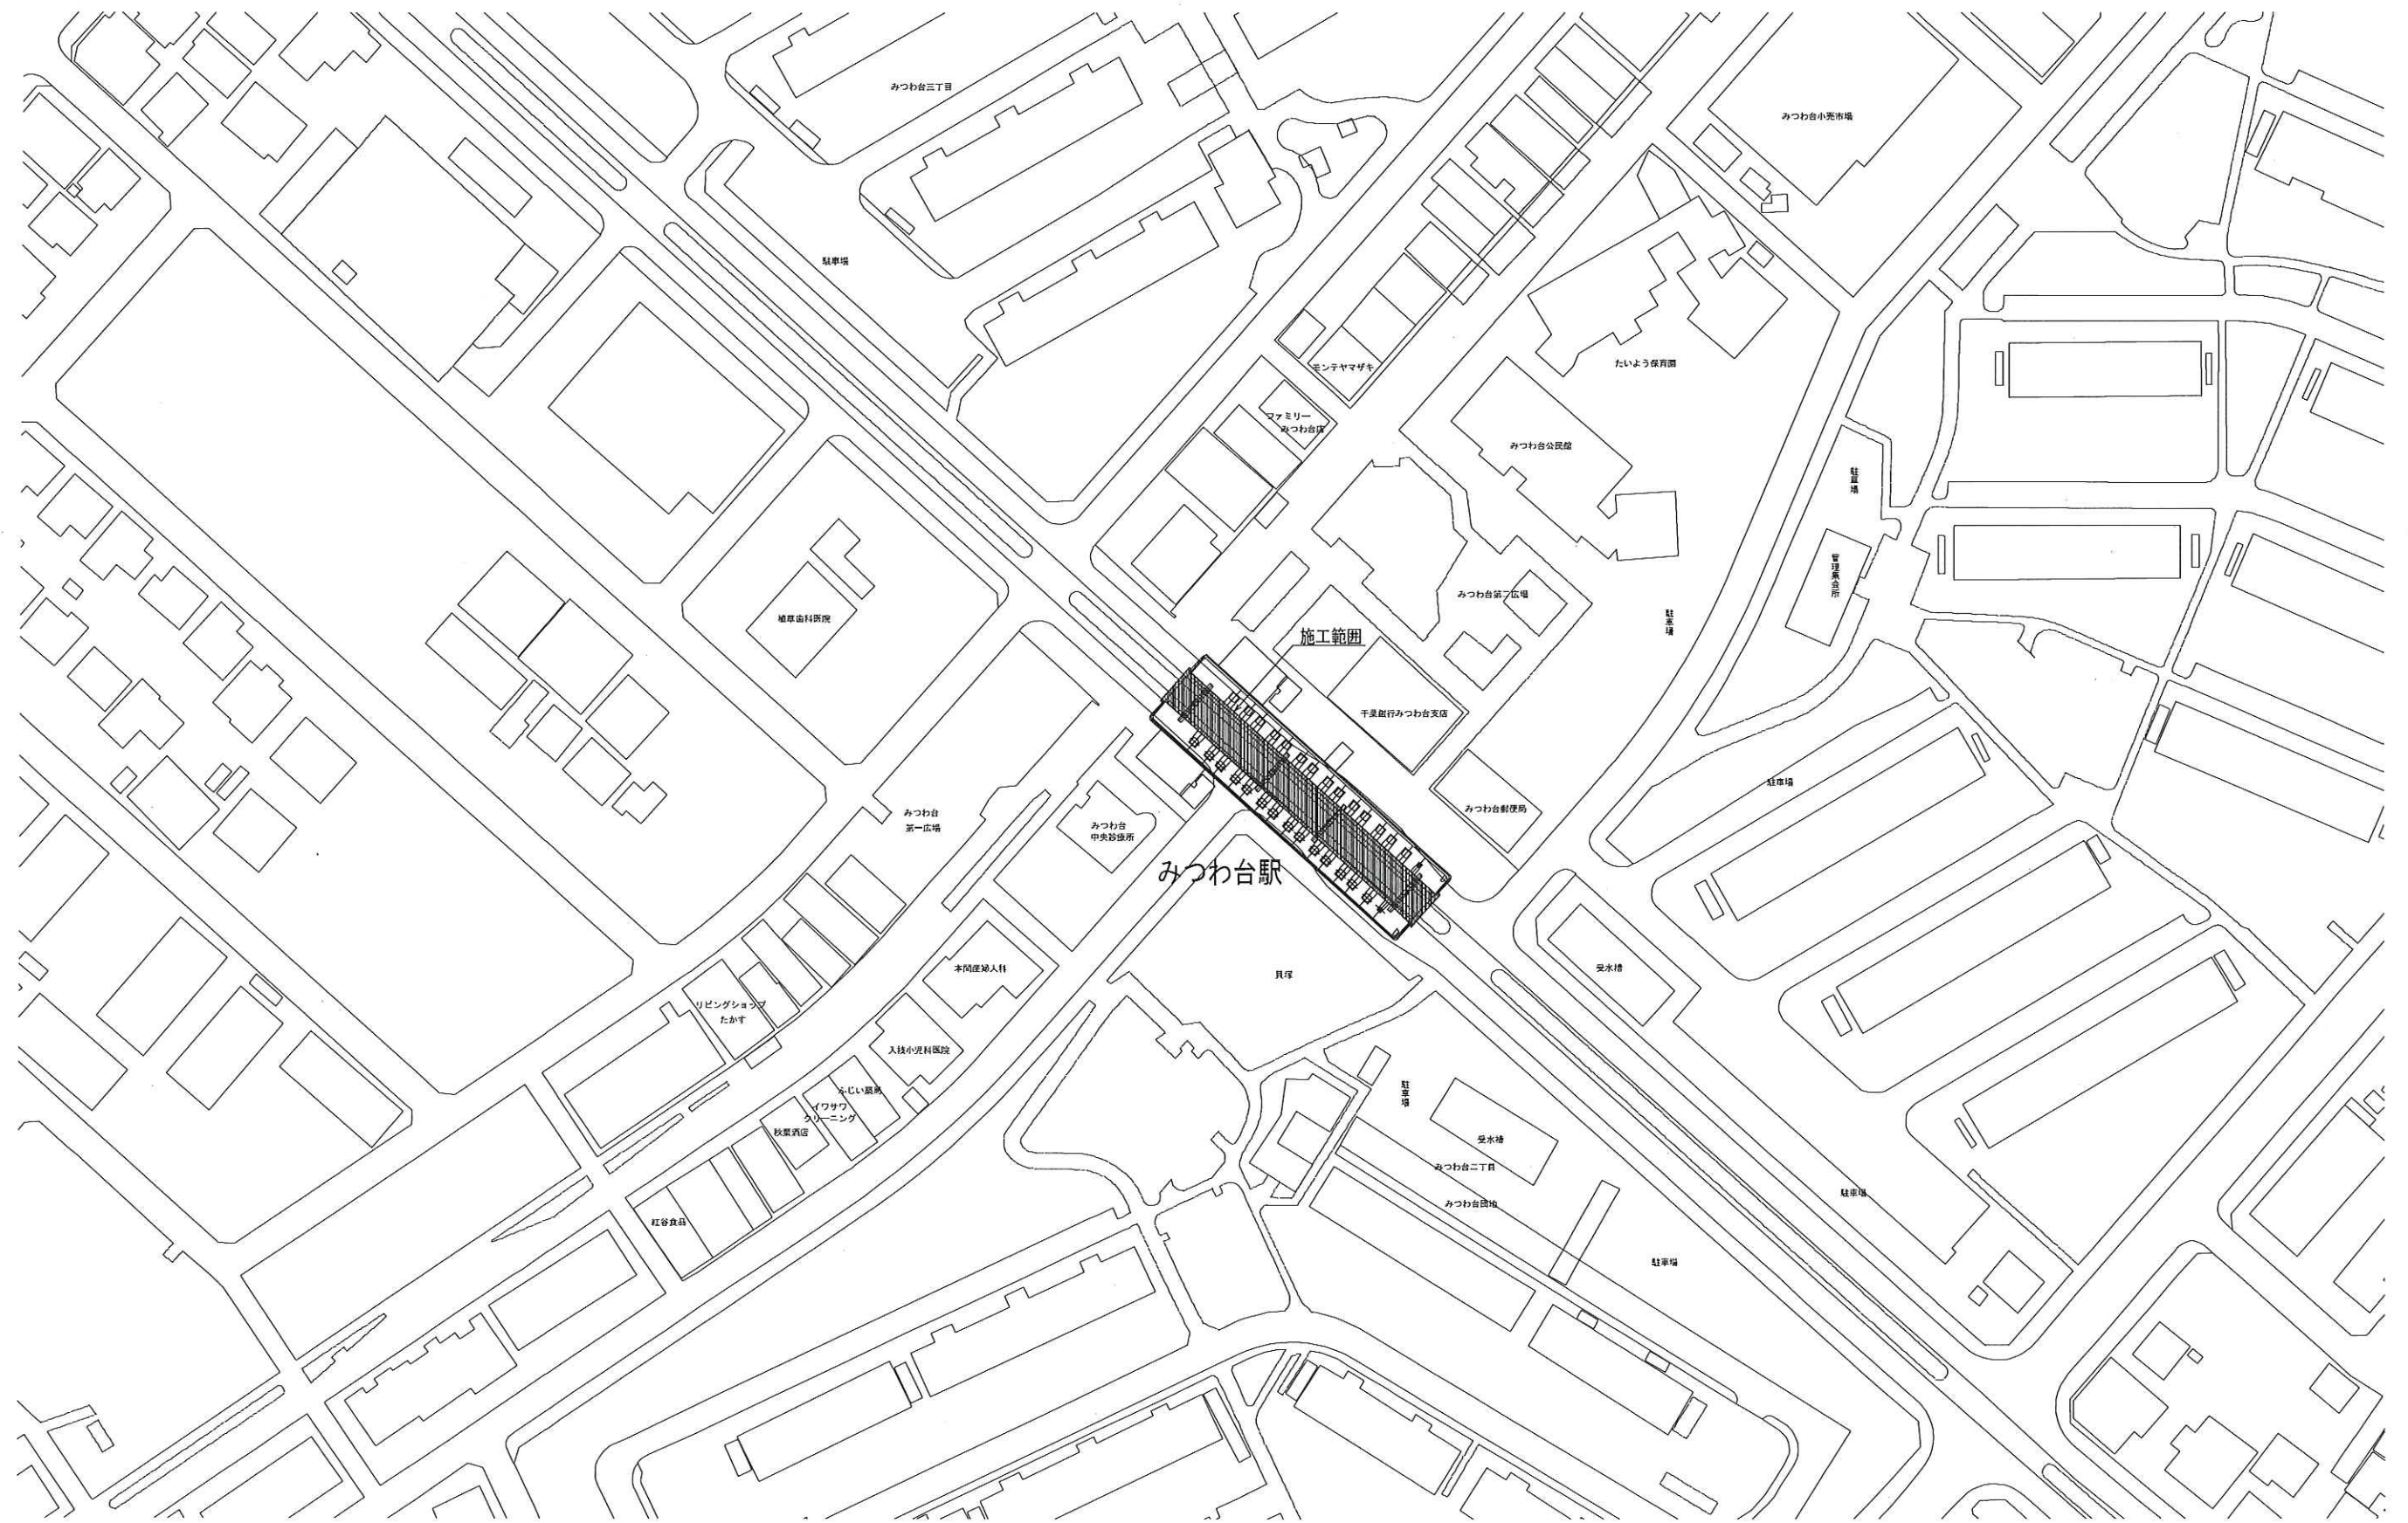 みつわ台三丁目
みつわ台小売市場
駐車場
モンテヤマザキ
たいよう保育園
ファミリー
みつわ台店
みつわ台公民館
駐車場
管理集会所
植草歯科医院
みつわ台第二広場
駐車場
施工範囲
千葉銀行みつわ台支店
駐車場
みつわ台郵便局
みつわ台
第一広場
みつわ台
中央診療所
みつわ台駅
本間産婦人科
貝塚
受水槽
リビングショップ
たかす
入枝小児科医院
ふじい薬局
イワサワ
クリーニング
秋葉酒店
駐車場
受水槽
みつわ台二丁目
みつわ台団地
駐車場
紅谷食品
駐車場